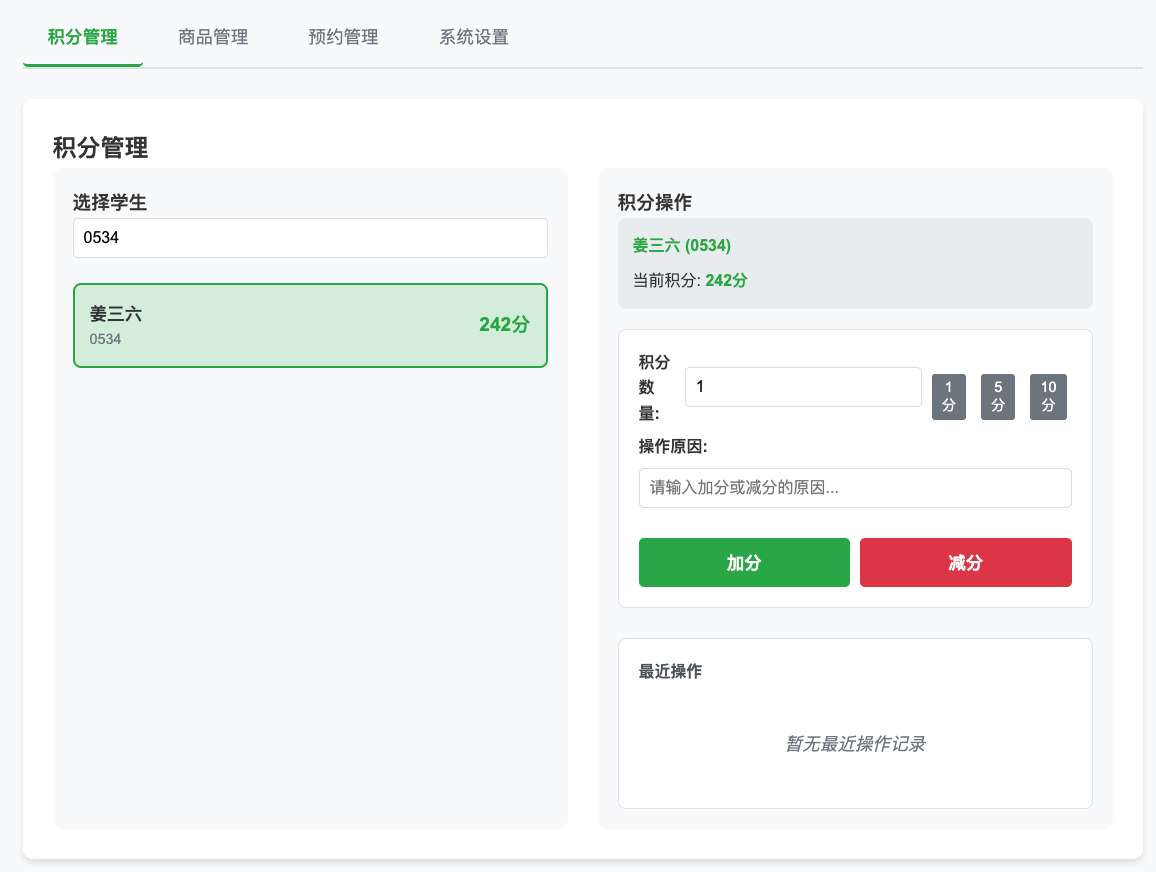 积分管理 商品管理 预约管理 系统设置
积分管理
选择学生
0534
姜三六
0534
242分
积分操作
姜三六 (0534)
当前积分: 242分
积分
数
量:
1
1
分
5
分
10
分
操作原因:
请输入加分或减分的原因...
加分 减分
最近操作
暂无最近操作记录